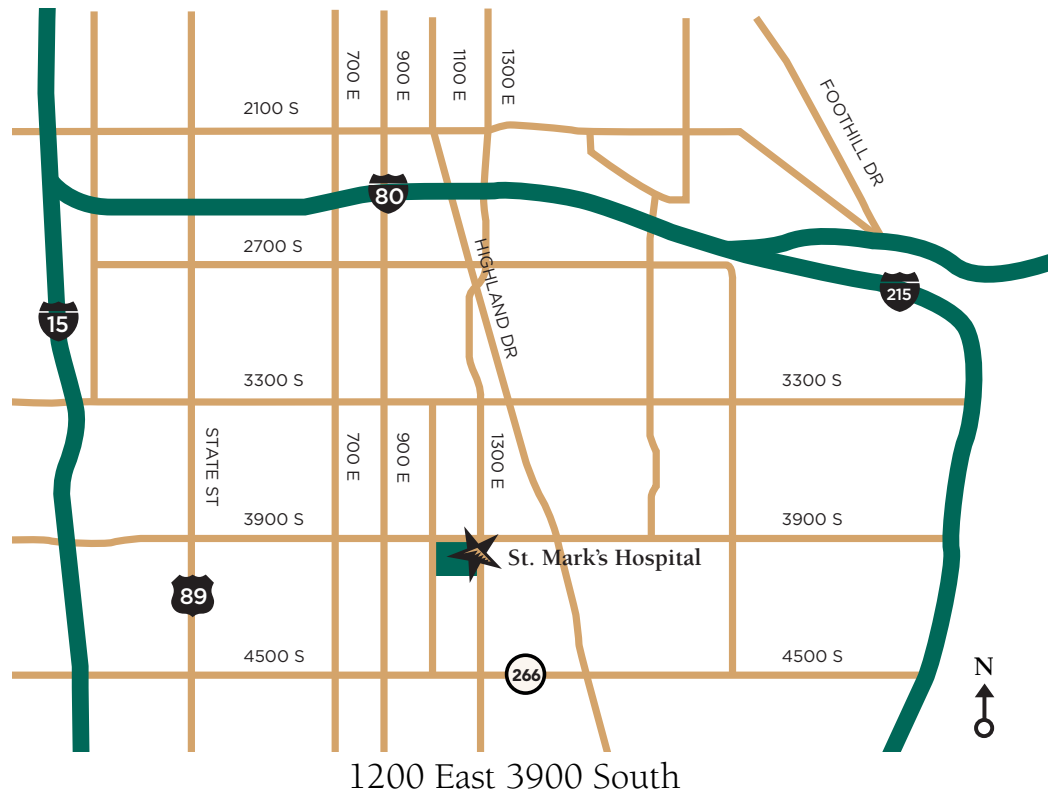 700 E
900 E
1100 E
1300 E
2100 S
FOOTHILL DR
80
2700 S
HIGHLAND DR
215
15
3300 S
3300 S
STATE ST
700 E
900 E
1300 E
3900 S
3900 S
St. Mark's Hospital
89
4500 S
4500 S
266
N
1200 East 3900 South